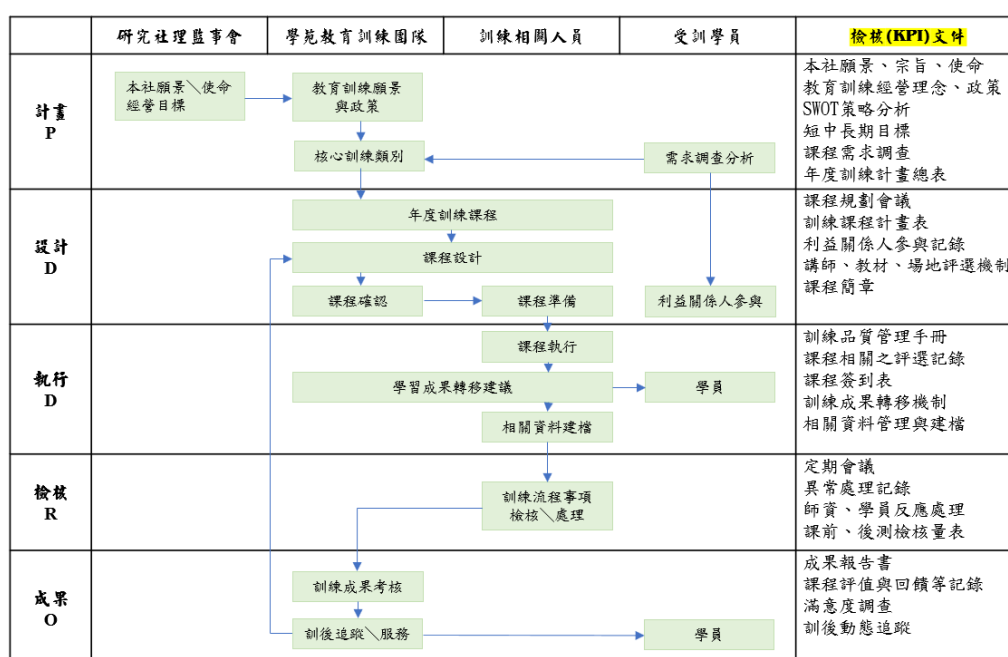 研究社理監事會 學苑教育訓練團隊 訓練相關人員 受訓學員 檢核(KPI)文件
計畫
P
本社願景╲使命
經營目標
教育訓練願景
與政策
核心訓練類別
需求調查分析
本社願景、宗旨、使命
教育訓練經營理念、政策
SWOT策略分析
短中長期目標
課程需求調查
年度訓練計畫總表
設計
D
年度訓練課程
課程設計
課程確認
課程準備
利益關係人參與
課程規劃會議
訓練課程計畫表
利益關係人參與記錄
講師、教材、場地評選機制
課程簡章
執行
D
課程執行
學習成果轉移建議
學員
相關資料建檔
訓練品質管理手冊
課程相關之評選記錄
課程簽到表
訓練成果轉移機制
相關資料管理與建檔
檢核
R
訓練流程事項
檢核╲處理
定期會議
異常處理記錄
師資、學員反應處理
課前、後測檢核量表
成果
O
訓練成果考核
訓後追蹤╲服務
學員
成果報告書
課程評值與回饋等記錄
滿意度調查
訓後動態追蹤